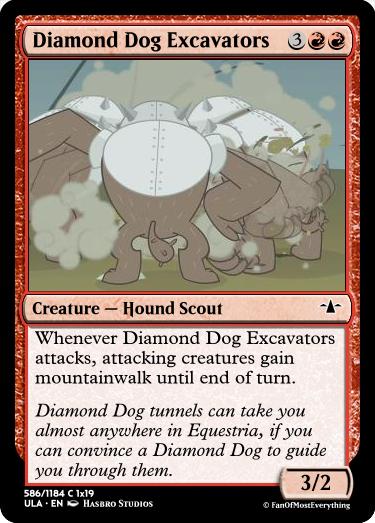 Diamond Dog Excavators 3
Creature — Hound Scout
Whenever Diamond Dog Excavators
attacks, attacking creatures gain
mountainwalk until end of turn.
Diamond Dog tunnels can take you
almost anywhere in Equestria, if you
can convince a Diamond Dog to guide
you through them.
3/2
586/1184 C 1x19
ULA • EN Hasbro Studios
© FanOfMostEverything